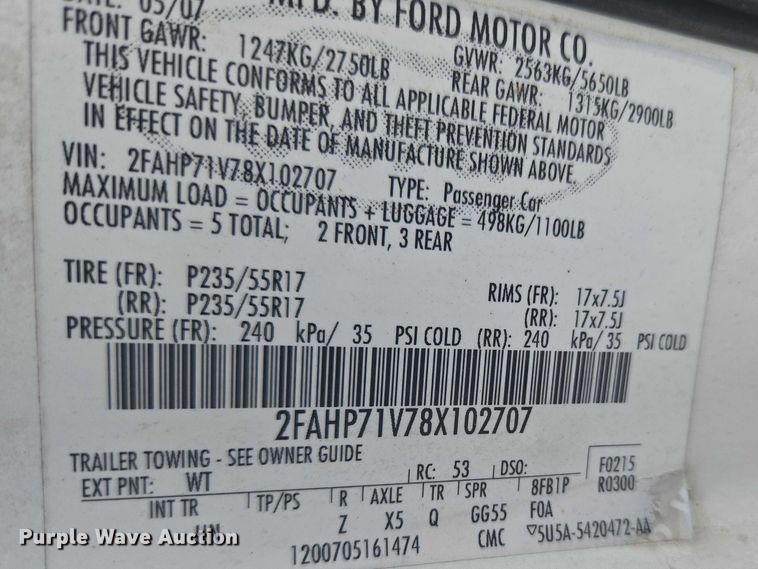 DATE: 05/07 MFD. BY FORD MOTOR CO.
FRONT GAWR: 1247KG/2750LB GVWR: 2563KG/5650LB
REAR GAWR: 1315KG/2900LB
THIS VEHICLE CONFORMS TO ALL APPLICABLE FEDERAL MOTOR
VEHICLE SAFETY, BUMPER, AND THEFT PREVENTION STANDARDS
IN EFFECT ON THE DATE OF MANUFACTURE SHOWN ABOVE.
VIN: 2FAHP71V78X102707 TYPE: Passenger Car
MAXIMUM LOAD = OCCUPANTS + LUGGAGE = 498KG/1100LB
OCCUPANTS = 5 TOTAL; 2 FRONT, 3 REAR
TIRE (FR): P235/55R17 RIMS (FR): 17x7.5J
(RR): P235/55R17 (RR): 17x7.5J
PRESSURE (FR): 240 kPa/ 35 PSI COLD (RR): 240 kPa/ 35 PSI COLD
2FAHP71V78X102707
TRAILER TOWING - SEE OWNER GUIDE
EXT PNT: WT RC: 53 DSO: F0215
INT TR TP/PS R AXLE TR SPR 8FB1P R0300
Z X5 Q GG55 FOA
1200705161474 CMC ▽5U5A-5420472-AA
Purple Wave Auction